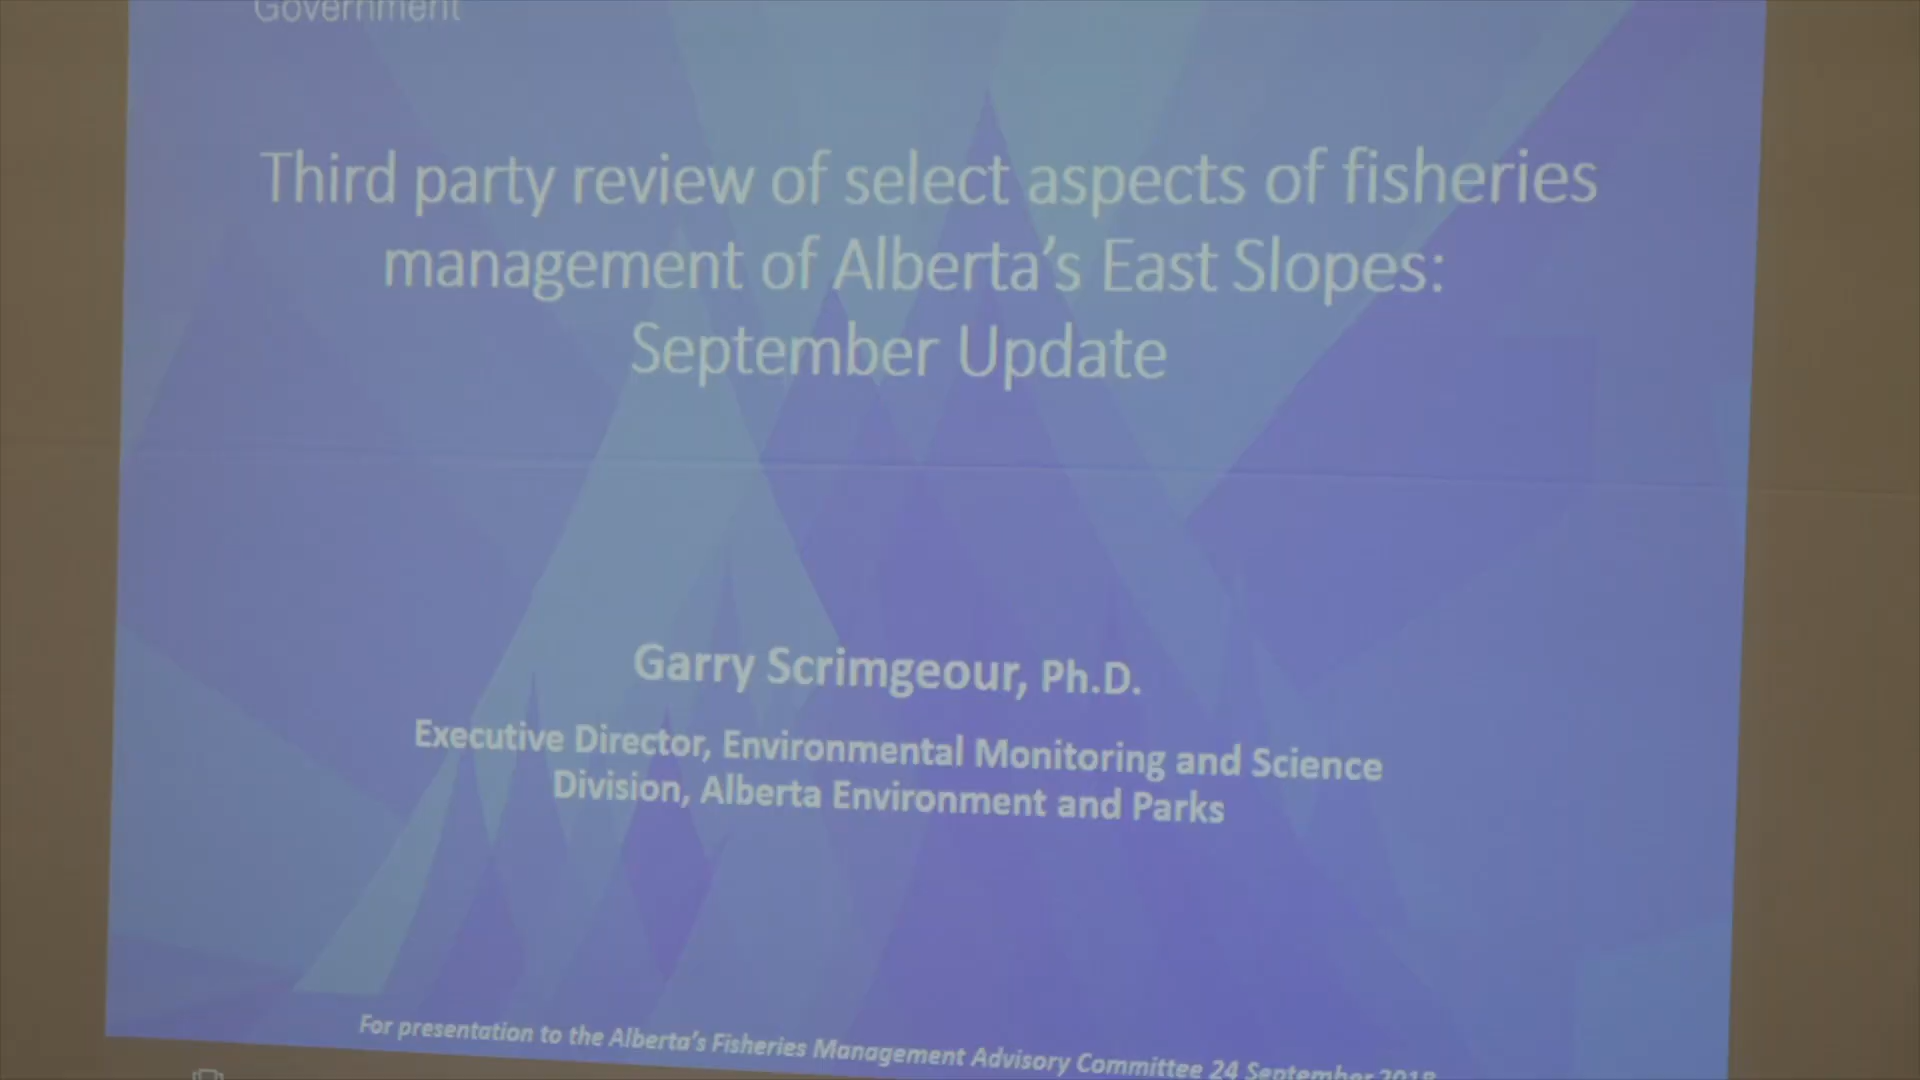 Government
Third party review of select aspects of fisheries
management of Alberta's East Slopes:
September Update
Garry Scrimgeour, Ph.D.
Executive Director, Environmental Monitoring and Science
Division, Alberta Environment and Parks
For presentation to the Alberta's Fisheries Management Advisory Committee 24 September 2018